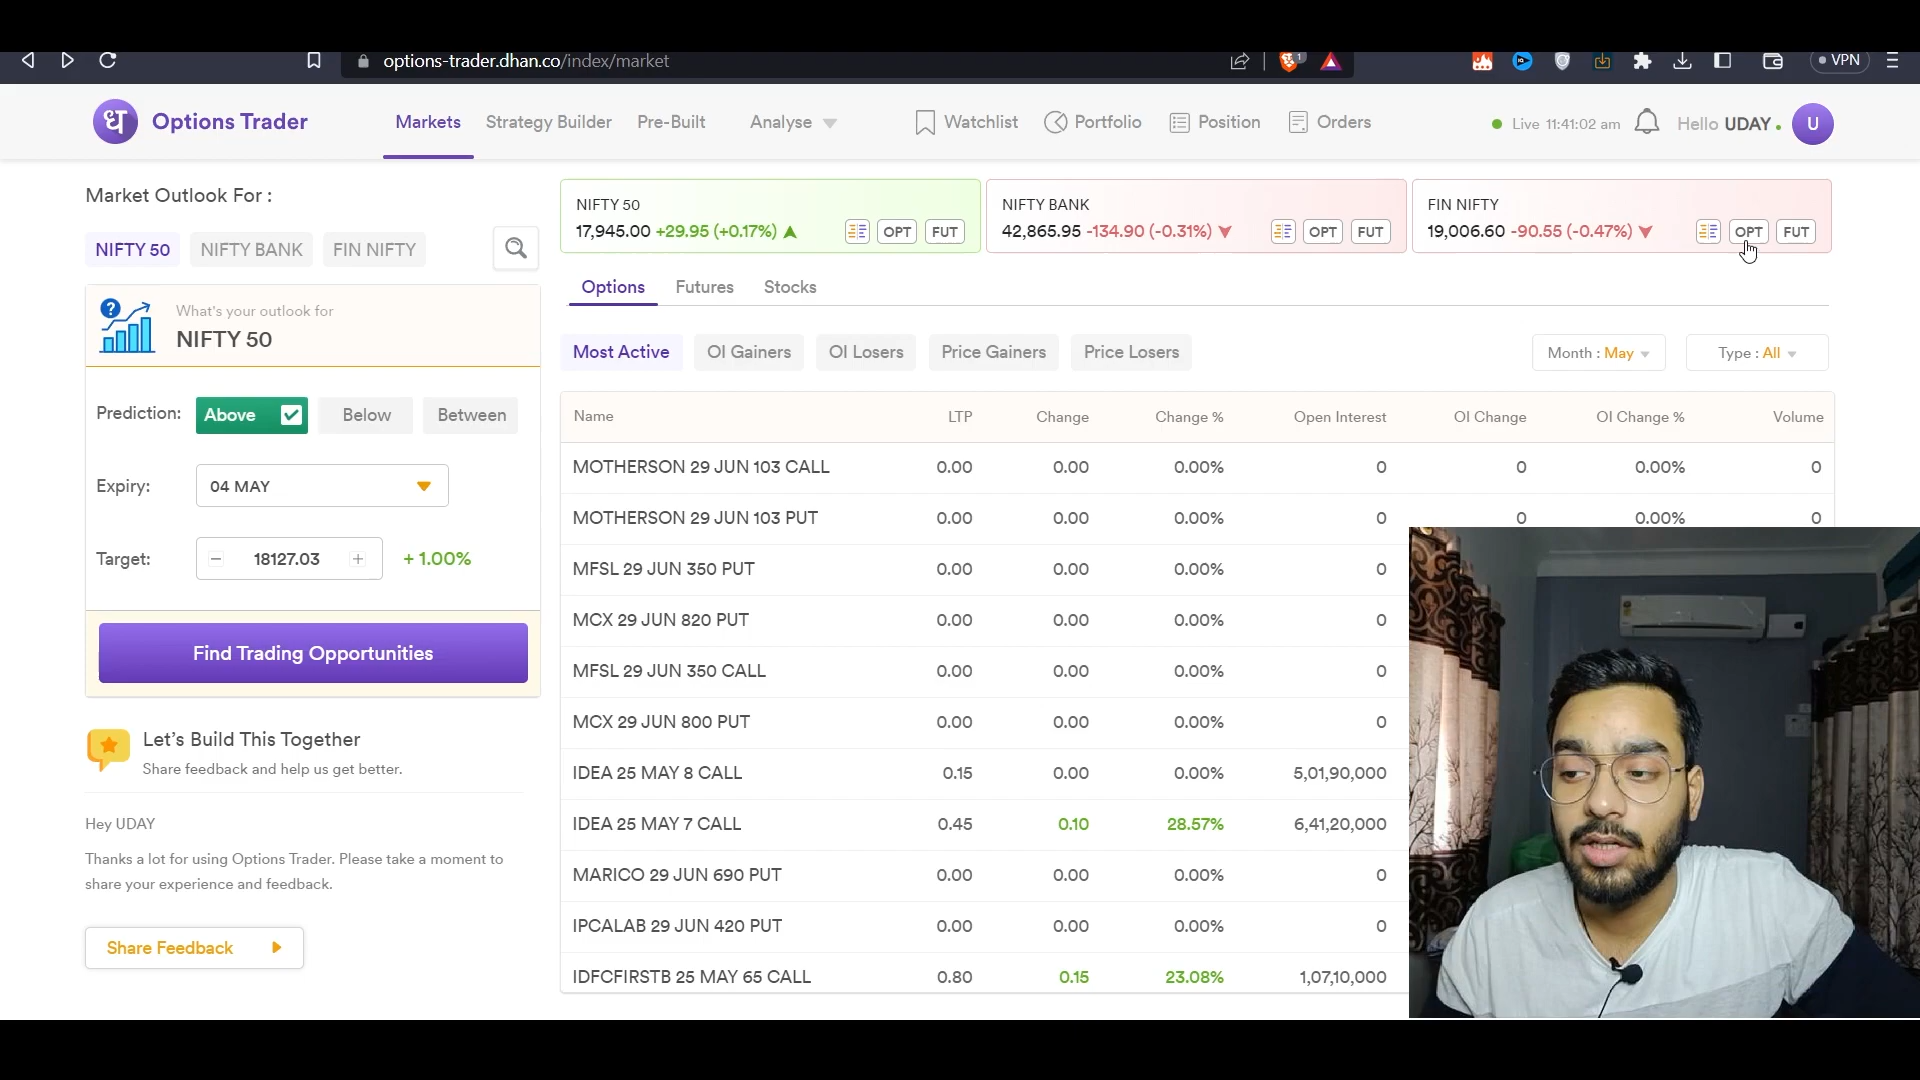 options-trader.dhan.co/index/market
1
VPN
ध Options Trader
Markets Strategy Builder Pre-Built Analyse Watchlist Portfolio Position Orders
Live 11:41:02 am Hello UDAY . U
Market Outlook For :
NIFTY 50 NIFTY BANK FIN NIFTY
? What's your outlook for
NIFTY 50
Prediction: Above Below Between
Expiry: 04 MAY
Target: − 18127.03 + + 1.00%
Find Trading Opportunities
Let's Build This Together
Share feedback and help us get better.
Hey UDAY
Thanks a lot for using Options Trader. Please take a moment to
share your experience and feedback.
Share Feedback
NIFTY 50
17,945.00 +29.95 (+0.17%) OPT FUT
NIFTY BANK
42,865.95 -134.90 (-0.31%) OPT FUT
FIN NIFTY
19,006.60 -90.55 (-0.47%) OPT FUT
Options Futures Stocks
Most Active OI Gainers OI Losers Price Gainers Price Losers Month : May Type : All
Name LTP Change Change % Open Interest OI Change OI Change % Volume
MOTHERSON 29 JUN 103 CALL 0.00 0.00 0.00% 0 0 0.00% 0
MOTHERSON 29 JUN 103 PUT 0.00 0.00 0.00% 0 0 0.00% 0
MFSL 29 JUN 350 PUT 0.00 0.00 0.00% 0
MCX 29 JUN 820 PUT 0.00 0.00 0.00% 0
MFSL 29 JUN 350 CALL 0.00 0.00 0.00% 0
MCX 29 JUN 800 PUT 0.00 0.00 0.00% 0
IDEA 25 MAY 8 CALL 0.15 0.00 0.00% 5,01,90,000
IDEA 25 MAY 7 CALL 0.45 0.10 28.57% 6,41,20,000
MARICO 29 JUN 690 PUT 0.00 0.00 0.00% 0
IPCALAB 29 JUN 420 PUT 0.00 0.00 0.00% 0
IDFCFIRSTB 25 MAY 65 CALL 0.80 0.15 23.08% 1,07,10,000